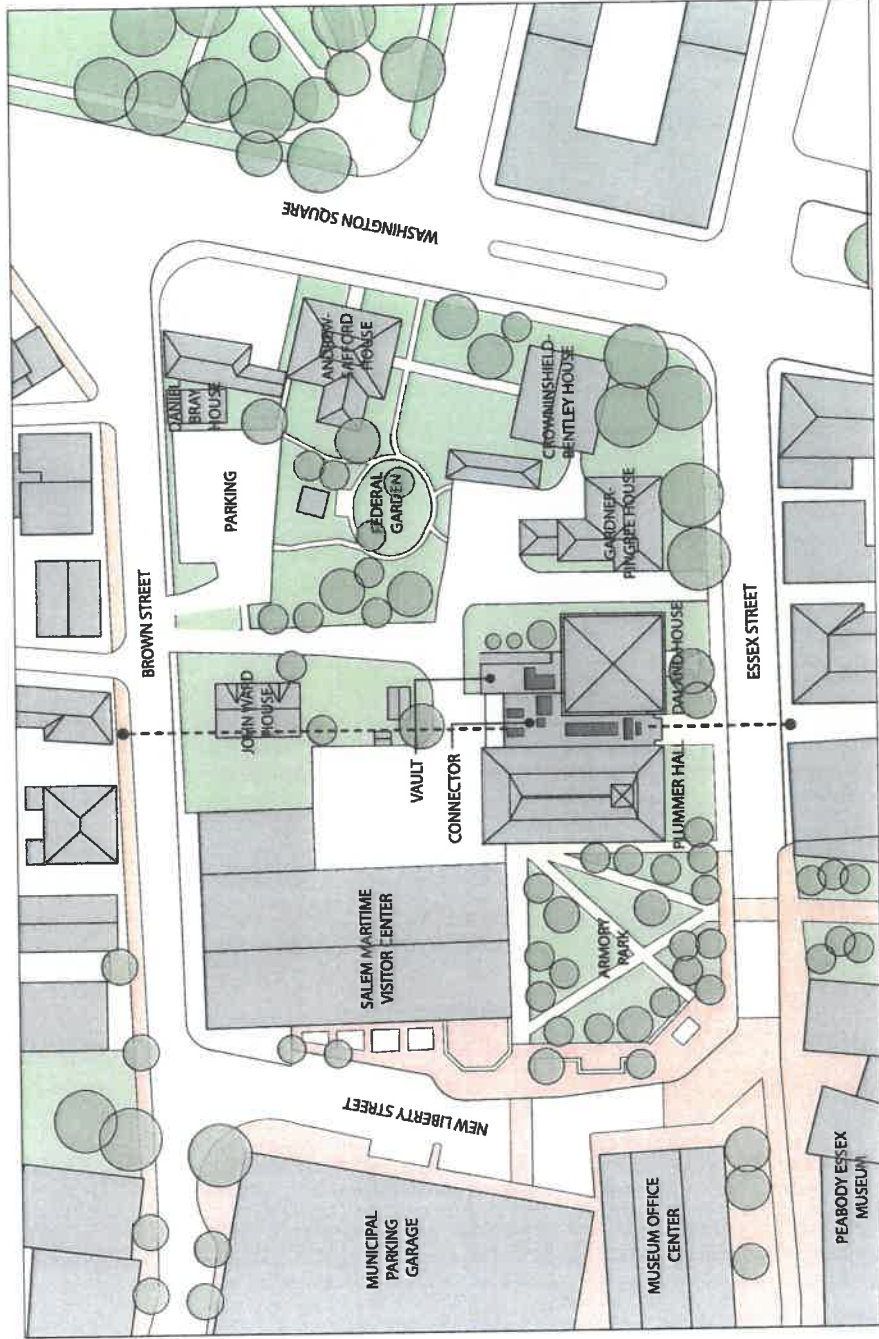 BROWN STREET
DANIEL
BRAY
HOUSE
PARKING
JOHN WARD
HOUSE
ANDREW-
SAFFORD
HOUSE
WASHINGTON SQUARE
SALEM MARITIME
VISITOR CENTER
FEDERAL
GARDEN
NEW LIBERTY STREET
MUNICIPAL
PARKING
GARAGE
VAULT
CONNECTOR
CROWNINSHIELD-
BENTLEY HOUSE
GARDNER-
PINGREE HOUSE
ARMORY
PARK
PLUMMER HALL
DALAND HOUSE
MUSEUM OFFICE
CENTER
ESSEX STREET
PEABODY ESSEX
MUSEUM